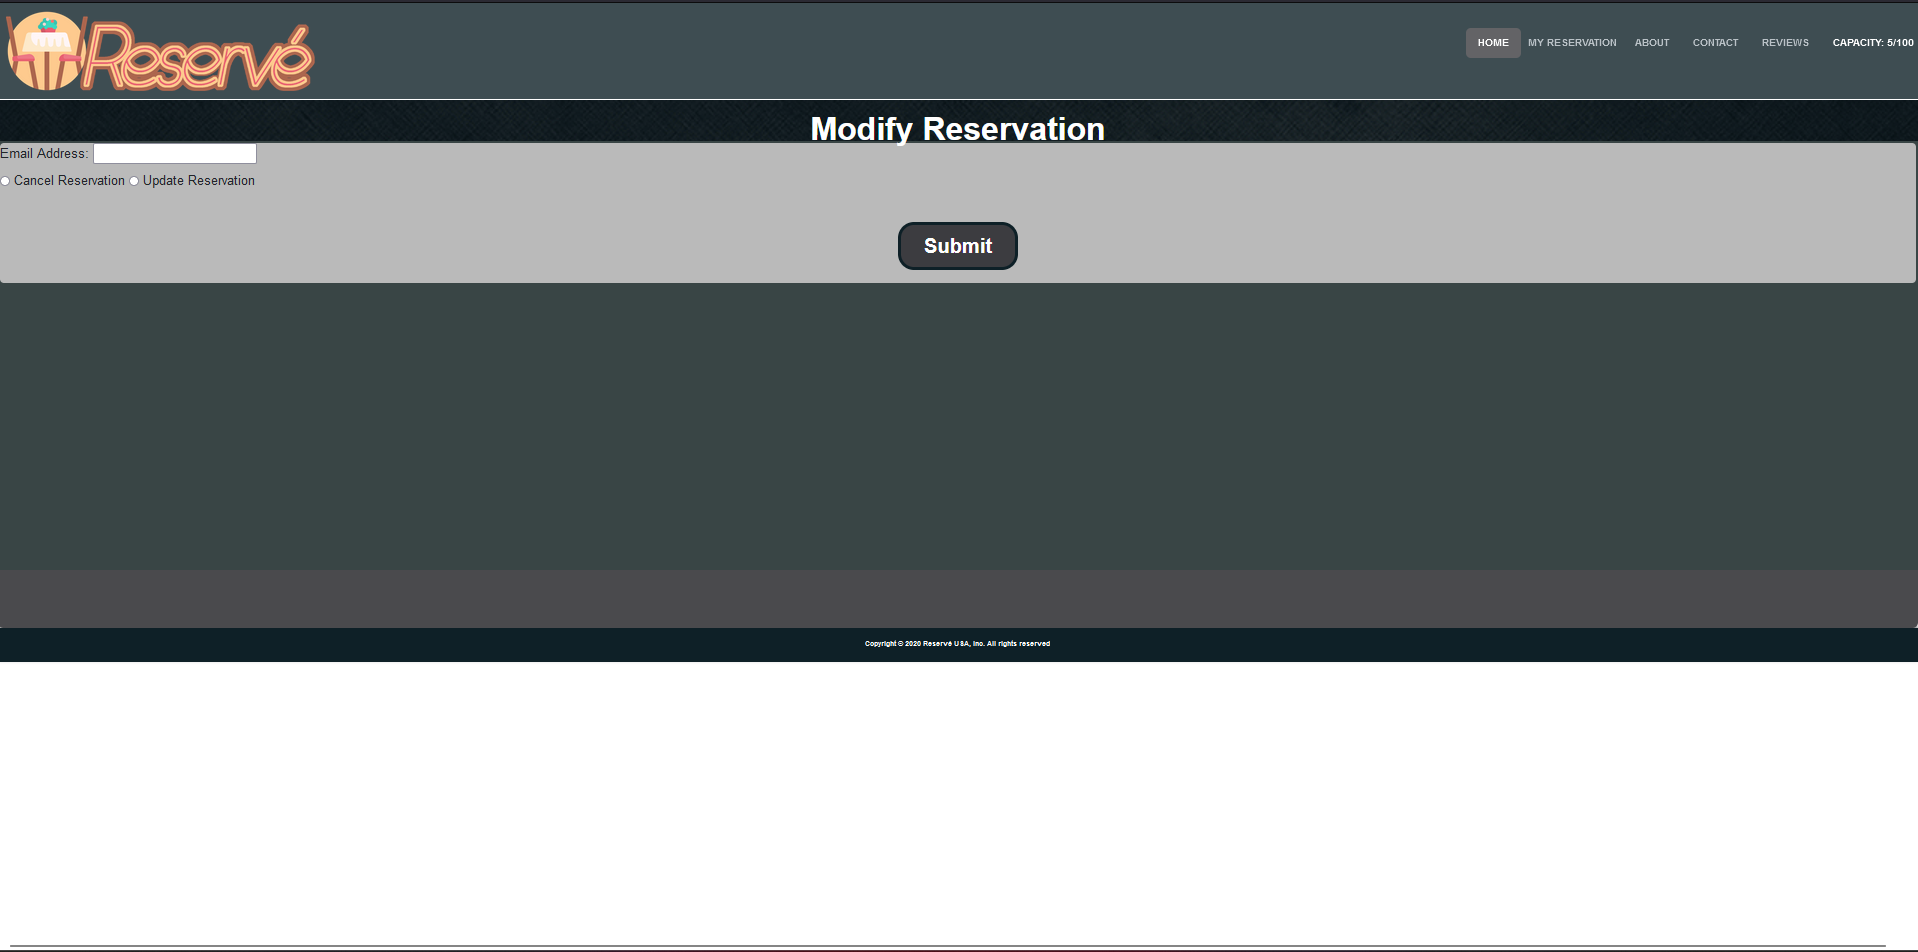 Reservé
HOME MY RESERVATION ABOUT CONTACT REVIEWS CAPACITY: 5/100
Modify Reservation
Email Address:
Cancel Reservation Update Reservation
Submit
Copyright © 2020 Reservé USA, Inc. All rights reserved